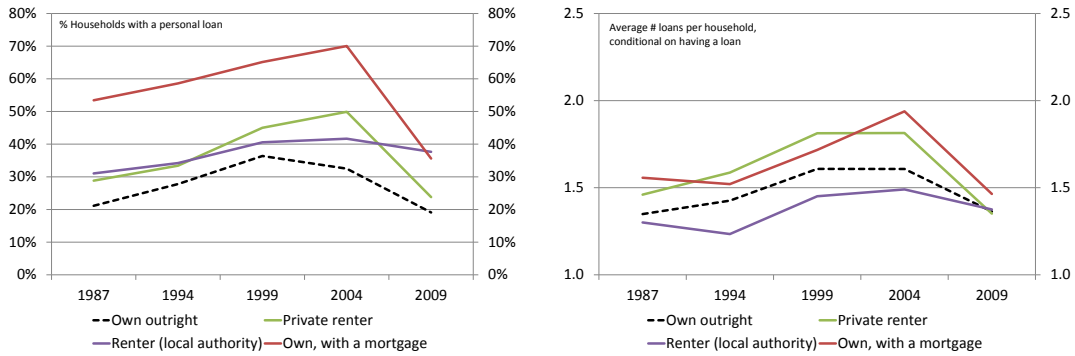 % Households with a personal loan
80% 80%
70% 70%
60% 60%
50% 50%
40% 40%
30% 30%
20% 20%
10% 10%
0% 0%
1987 1994 1999 2004 2009
Own outright Private renter
Renter (local authority) Own, with a mortgage
Average # loans per household,
conditional on having a loan
2.5 2.5
2.0 2.0
1.5 1.5
1.0 1.0
1987 1994 1999 2004 2009
Own outright Private renter
Renter (local authority) Own, with a mortgage